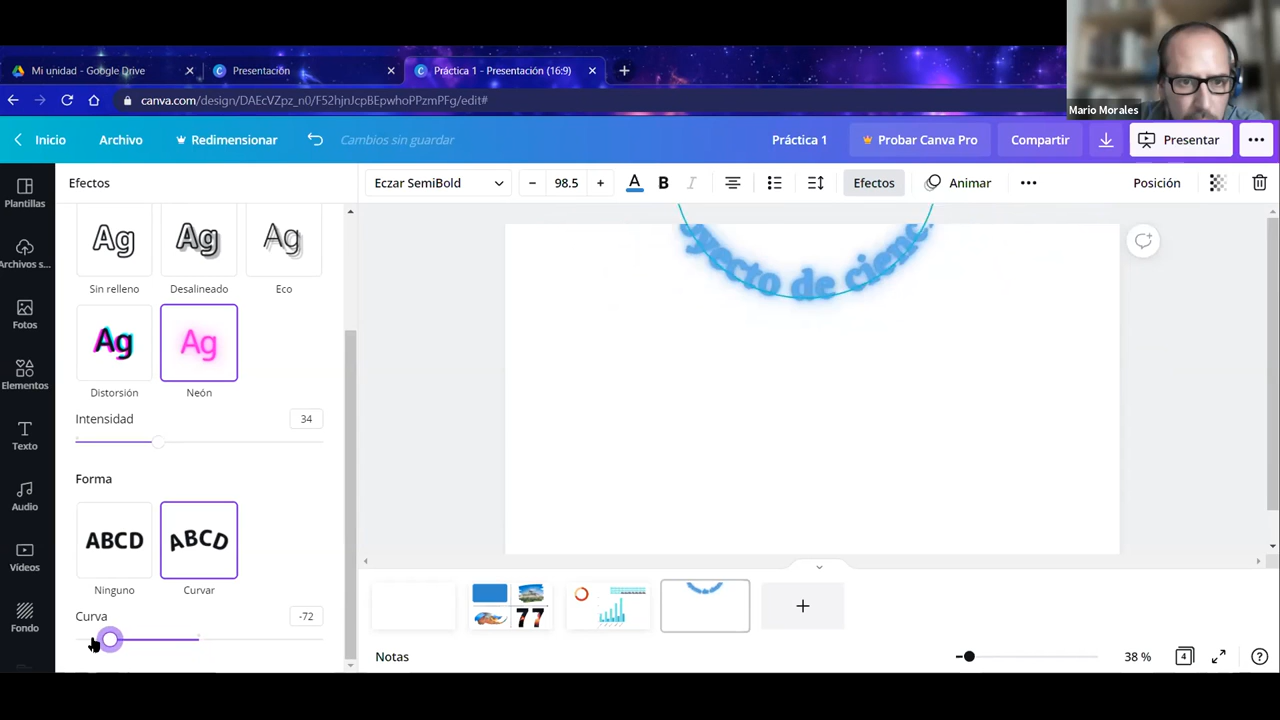 Mario Morales
Mi unidad - Google Drive
Presentación
Práctica 1 - Presentación (16:9)
canva.com/design/DAEcVZpz_n0/F52hjnJcpBEpwhoPPzmPFg/edit#
Inicio
Archivo
Redimensionar
Cambios sin guardar
Práctica 1
Probar Canva Pro
Compartir
Presentar
Plantillas
Archivos s...
Fotos
Elementos
Texto
Audio
Vídeos
Fondo
Efectos
Ag
Ag
Ag
Sin relleno
Desalineado
Eco
Ag
Ag
Distorsión
Neón
Intensidad
34
Forma
ABCD
ABCD
Ninguno
Curvar
Curva
-72
Eczar SemiBold
98.5
A
B
I
Efectos
Animar
Posición
yecto de cienc
77
Notas
38 %
4